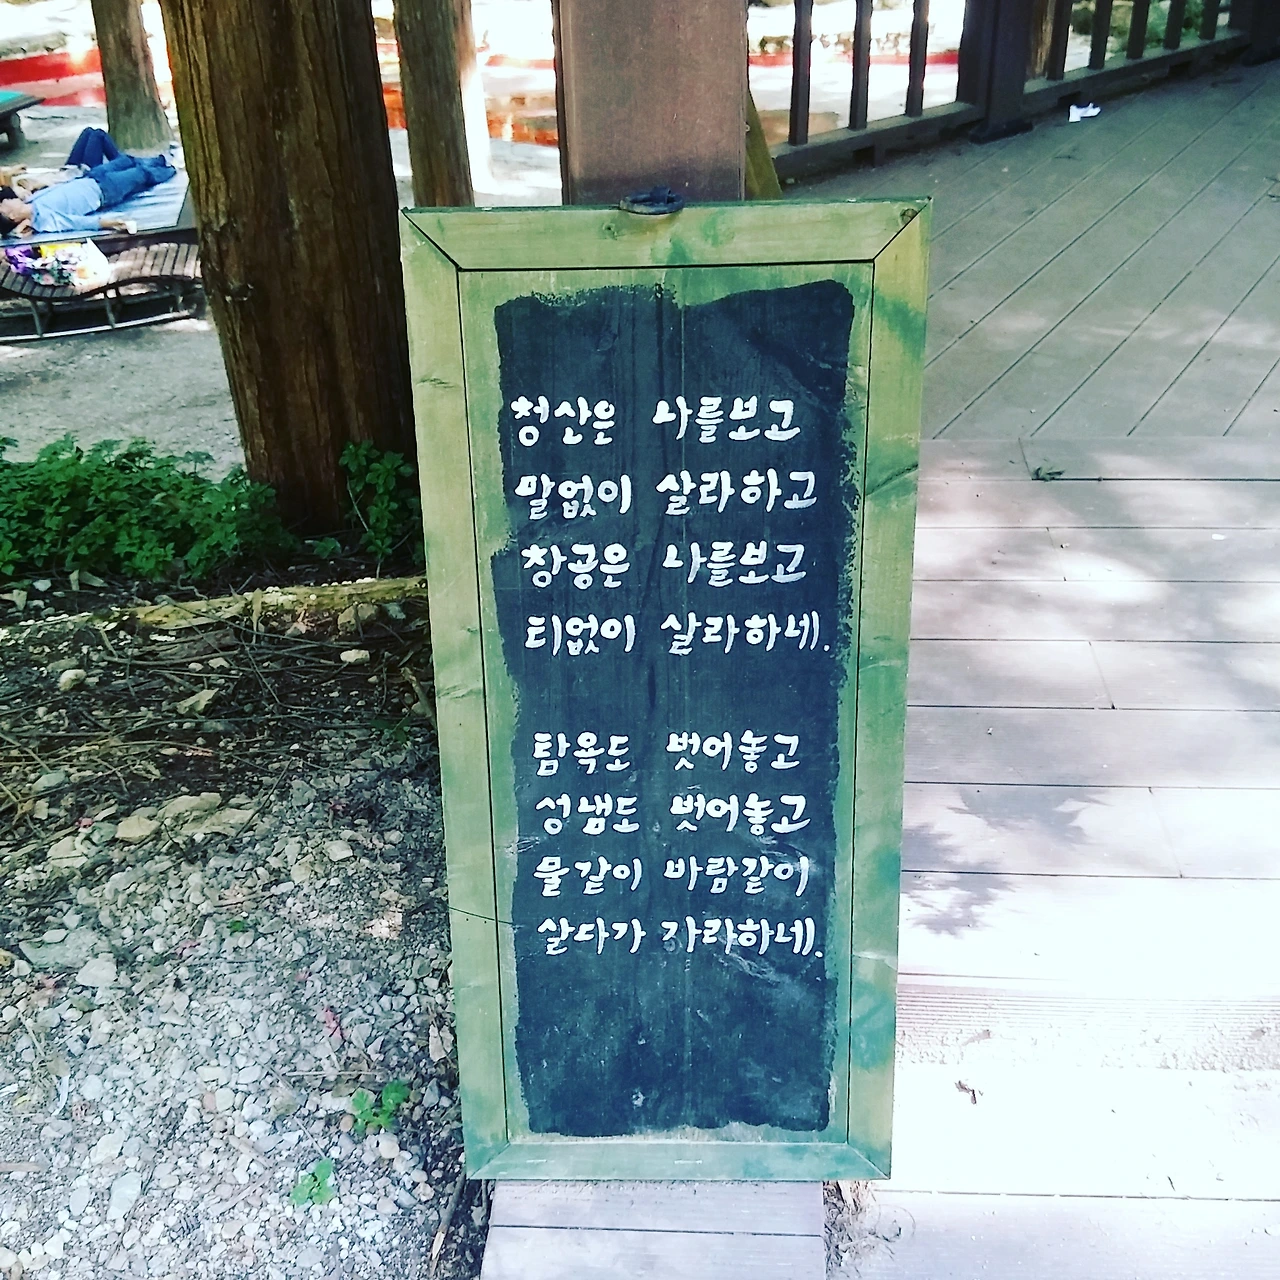 청산은 나를보고
말없이 살라하고
창공은 나를보고
티없이 살라하네.
탐욕도 벗어놓고
성냄도 벗어놓고
물같이 바람같이
살다가 가라하네.